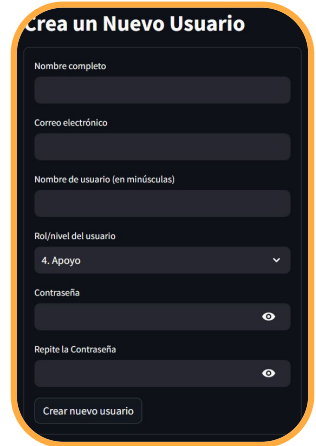 Crea un Nuevo Usuario
Nombre completo
Correo electrónico
Nombre de usuario (en minúsculas)
Rol/nivel del usuario
4. Apoyo
Contraseña
Repite la Contraseña
Crear nuevo usuario